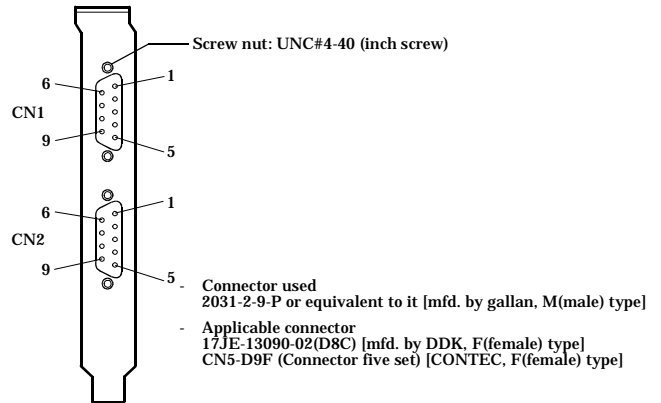 Screw nut: UNC#4-40 (inch screw)
6
1
CN1
9
5
6
1
CN2
9
5
- Connector used
2031-2-9-P or equivalent to it [mfd. by gallan, M(male) type]
- Applicable connector
17JE-13090-02(D8C) [mfd. by DDK, F(female) type]
CN5-D9F (Connector five set) [CONTEC, F(female) type]